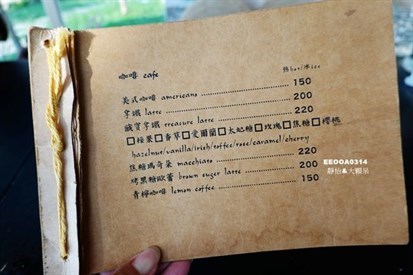 咖啡 cafe
熱hot/冰ice
美式咖啡 americano 150
拿鐵 latte 200
藏寶拿鐵 treasure latte 220
□榛果□香草□愛爾蘭□太妃糖□玫瑰□焦糖□櫻桃
hazelnut/vanilla/irish/toffee/rose/caramel/cherry
焦糖瑪奇朵 macchiato 220
烤黑糖歐蕾 brown suger latte 200
青檸咖啡 lemon coffee 150
EEOOA0314
靜怡&大顆呆